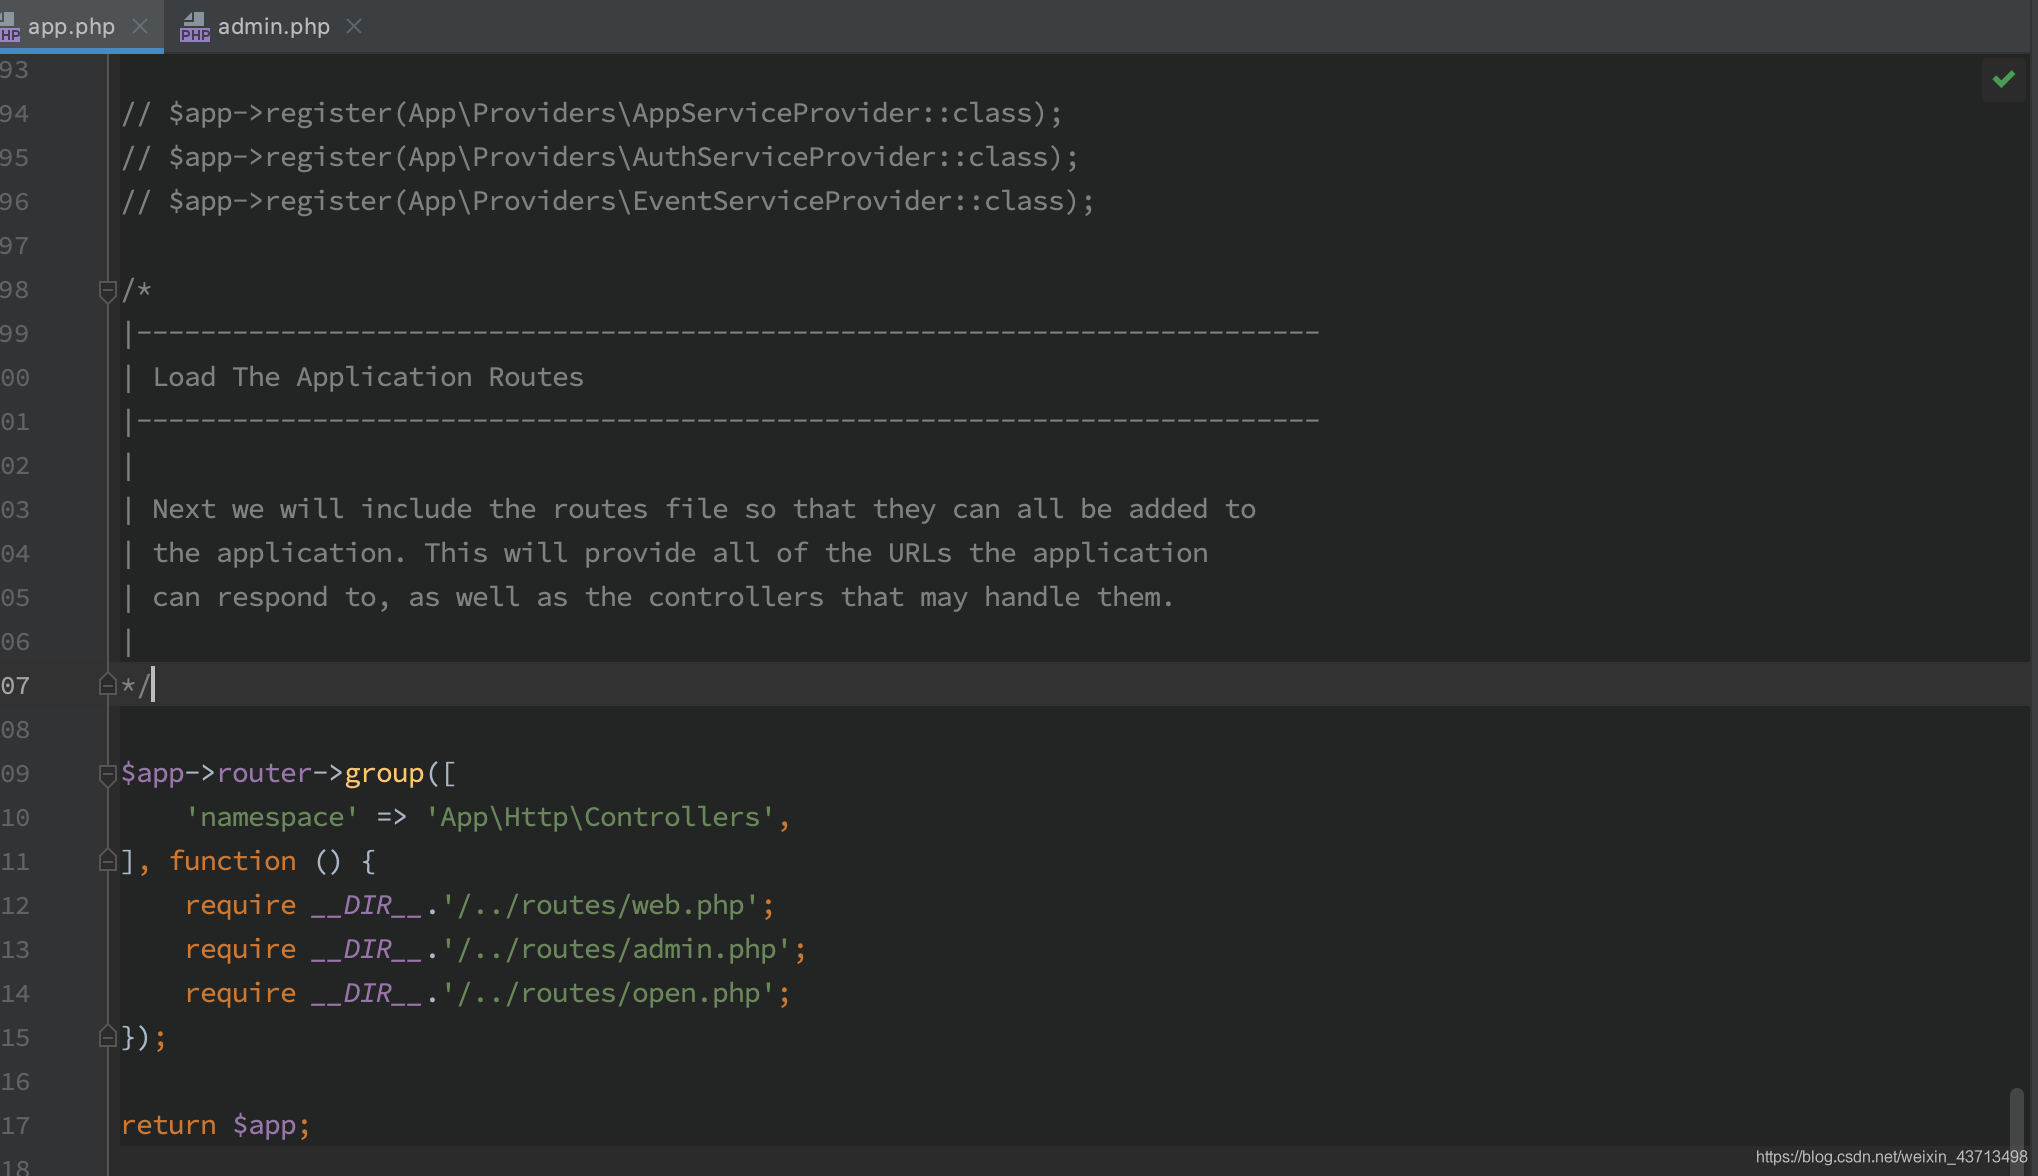 app.php
PHP admin.php
93
94 // $app->register(App\Providers\AppServiceProvider::class);
95 // $app->register(App\Providers\AuthServiceProvider::class);
96 // $app->register(App\Providers\EventServiceProvider::class);
97
98 /*
99 |--------------------------------------------------------------------------
00 | Load The Application Routes
01 |--------------------------------------------------------------------------
02 |
03 | Next we will include the routes file so that they can all be added to
04 | the application. This will provide all of the URLs the application
05 | can respond to, as well as the controllers that may handle them.
06 |
07 */
08
09 $app->router->group([
10     'namespace' => 'App\Http\Controllers',
11 ], function () {
12     require __DIR__.'/../routes/web.php';
13     require __DIR__.'/../routes/admin.php';
14     require __DIR__.'/../routes/open.php';
15 });
16
17 return $app;
18
https://blog.csdn.net/weixin_43713498